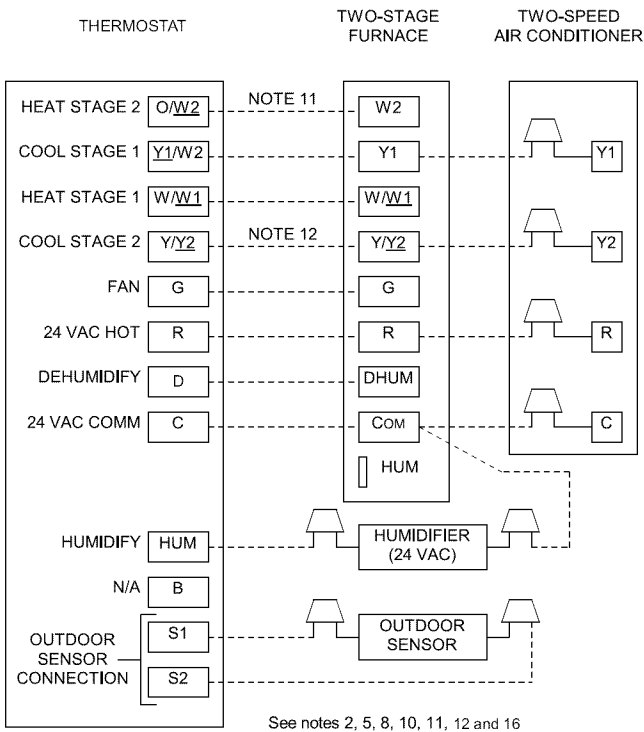 THERMOSTAT
TWO-STAGE
FURNACE
TWO-SPEED
AIR CONDITIONER
HEAT STAGE 2 O/W2 NOTE 11 W2
COOL STAGE 1 Y1/W2 Y1 Y1
HEAT STAGE 1 W/W1 W/W1
COOL STAGE 2 Y/Y2 NOTE 12 Y/Y2 Y2
FAN G G
24 VAC HOT R R R
DEHUMIDIFY D DHUM
24 VAC COMM C COM C
HUM
HUMIDIFY HUM HUMIDIFIER
(24 VAC)
N/A B
S1 OUTDOOR
SENSOR
OUTDOOR
SENSOR
CONNECTION
S2
See notes 2, 5, 8, 10, 11, 12 and 16